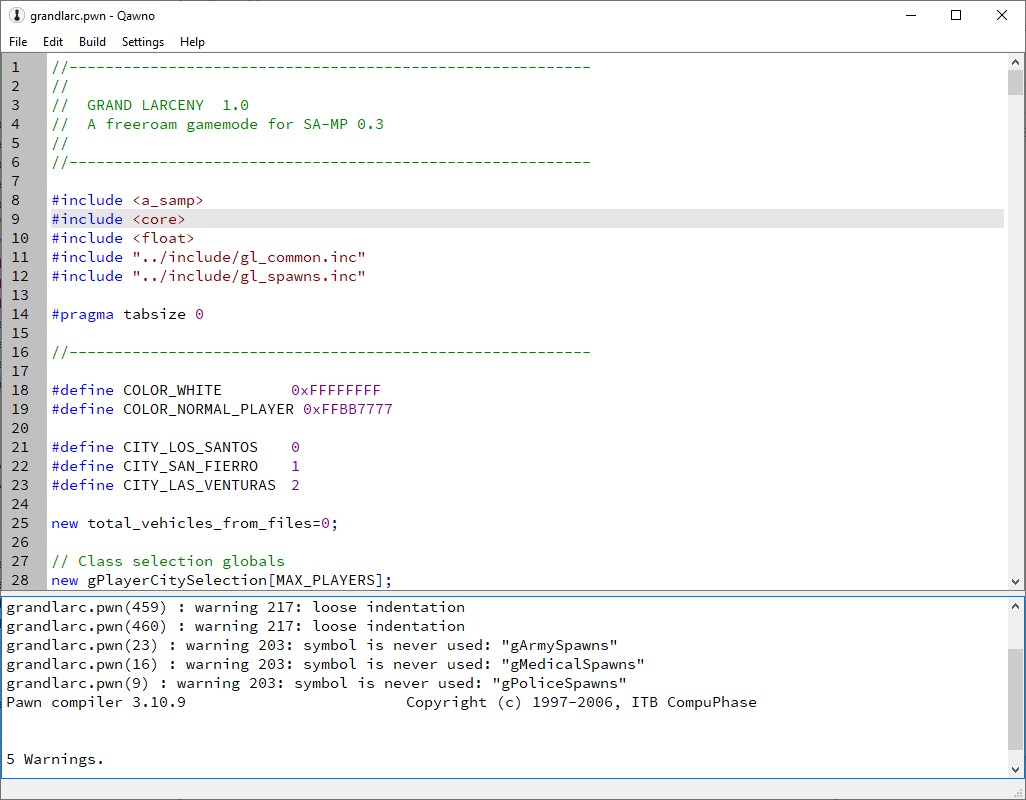 grandlarc.pwn - Qawno
File Edit Build Settings Help
1 //----------------------------------------------------------
2 //
3 //  GRAND LARCENY  1.0
4 //  A freeroam gamemode for SA-MP 0.3
5 //
6 //----------------------------------------------------------
7
8 #include <a_samp>
9 #include <core>
10 #include <float>
11 #include "../include/gl_common.inc"
12 #include "../include/gl_spawns.inc"
13
14 #pragma tabsize 0
15
16 //----------------------------------------------------------
17
18 #define COLOR_WHITE 0xFFFFFFFF
19 #define COLOR_NORMAL_PLAYER 0xFFBB7777
20
21 #define CITY_LOS_SANTOS 0
22 #define CITY_SAN_FIERRO 1
23 #define CITY_LAS_VENTURAS 2
24
25 new total_vehicles_from_files=0;
26
27 // Class selection globals
28 new gPlayerCitySelection[MAX_PLAYERS];
grandlarc.pwn(459) : warning 217: loose indentation
grandlarc.pwn(460) : warning 217: loose indentation
grandlarc.pwn(23) : warning 203: symbol is never used: "gArmySpawns"
grandlarc.pwn(16) : warning 203: symbol is never used: "gMedicalSpawns"
grandlarc.pwn(9) : warning 203: symbol is never used: "gPoliceSpawns"
Pawn compiler 3.10.9 Copyright (c) 1997-2006, ITB CompuPhase
5 Warnings.